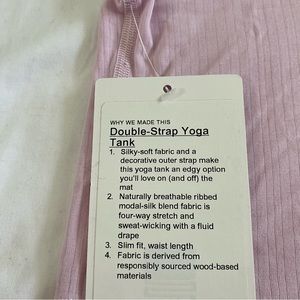 WHY WE MADE THIS
Double-Strap Yoga
Tank
1. Silky-soft fabric and a
decorative outer strap make
this yoga tank an edgy option
you'll love on (and off) the
mat
2. Naturally breathable ribbed
modal-silk blend fabric is
four-way stretch and
sweat-wicking with a fluid
drape
3. Slim fit, waist length
4. Fabric is derived from
responsibly sourced wood-based
materials